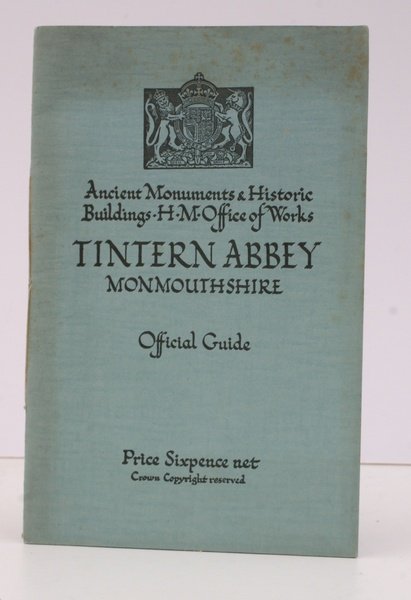 Ancient Monuments & Historic
Buildings·H·M·Office of Works
TINTERN ABBEY
MONMOUTHSHIRE
Official Guide
Price Sixpence net
Crown Copyright reserved